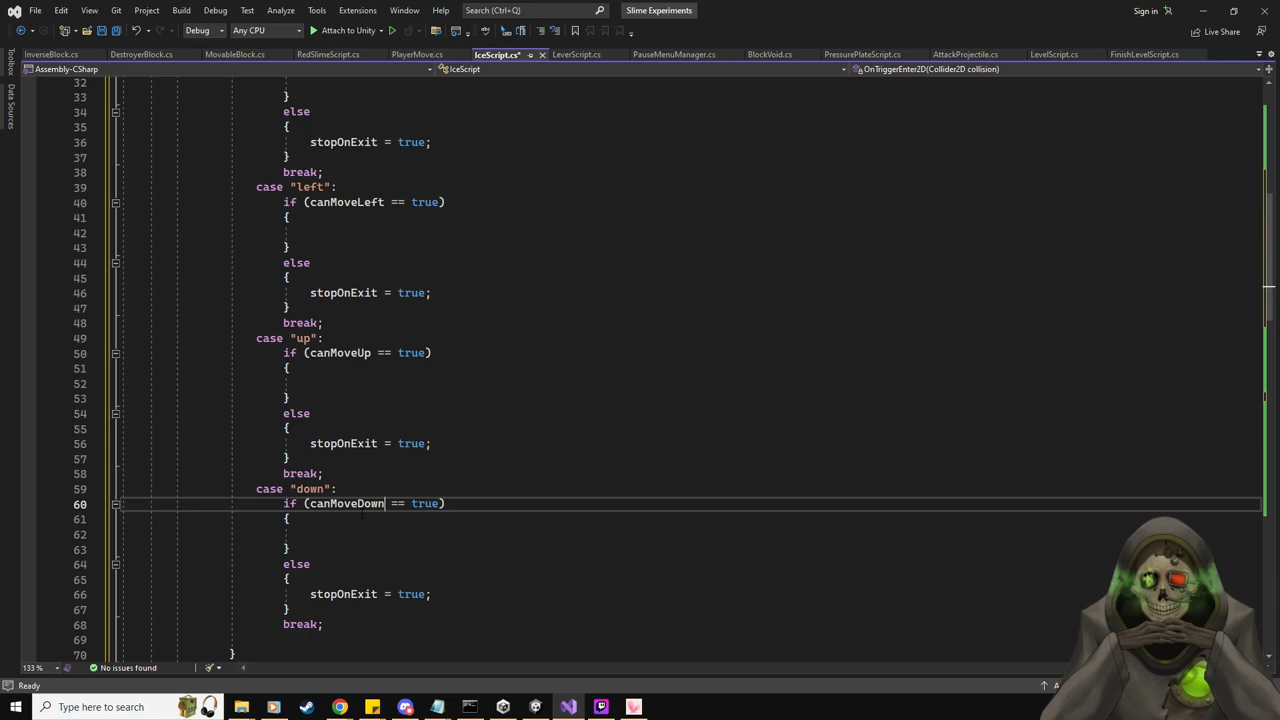 File Edit View Git Project Build Debug Test Analyze Tools Extensions Window Help Search (Ctrl+Q) Slime Experiments Sign in
Debug Any CPU Attach to Unity Live Share
InverseBlock.cs DestroyerBlock.cs MovableBlock.cs RedSlimeScript.cs PlayerMove.cs IceScript.cs* LeverScript.cs PauseMenuManager.cs BlockVoid.cs PressurePlateScript.cs AttackProjectile.cs LevelScript.cs FinishLevelScript.cs
Assembly-CSharp IceScript OnTriggerEnter2D(Collider2D collision)
Toolbox
Data Sources
32
33 }
34 else
35 {
36 stopOnExit = true;
37 }
38 break;
39 case "left":
40 if (canMoveLeft == true)
41 {
42
43 }
44 else
45 {
46 stopOnExit = true;
47 }
48 break;
49 case "up":
50 if (canMoveUp == true)
51 {
52
53 }
54 else
55 {
56 stopOnExit = true;
57 }
58 break;
59 case "down":
60 if (canMoveDown == true)
61 {
62
63 }
64 else
65 {
66 stopOnExit = true;
67 }
68 break;
69
70 }
133 % No issues found
Ready
Type here to search